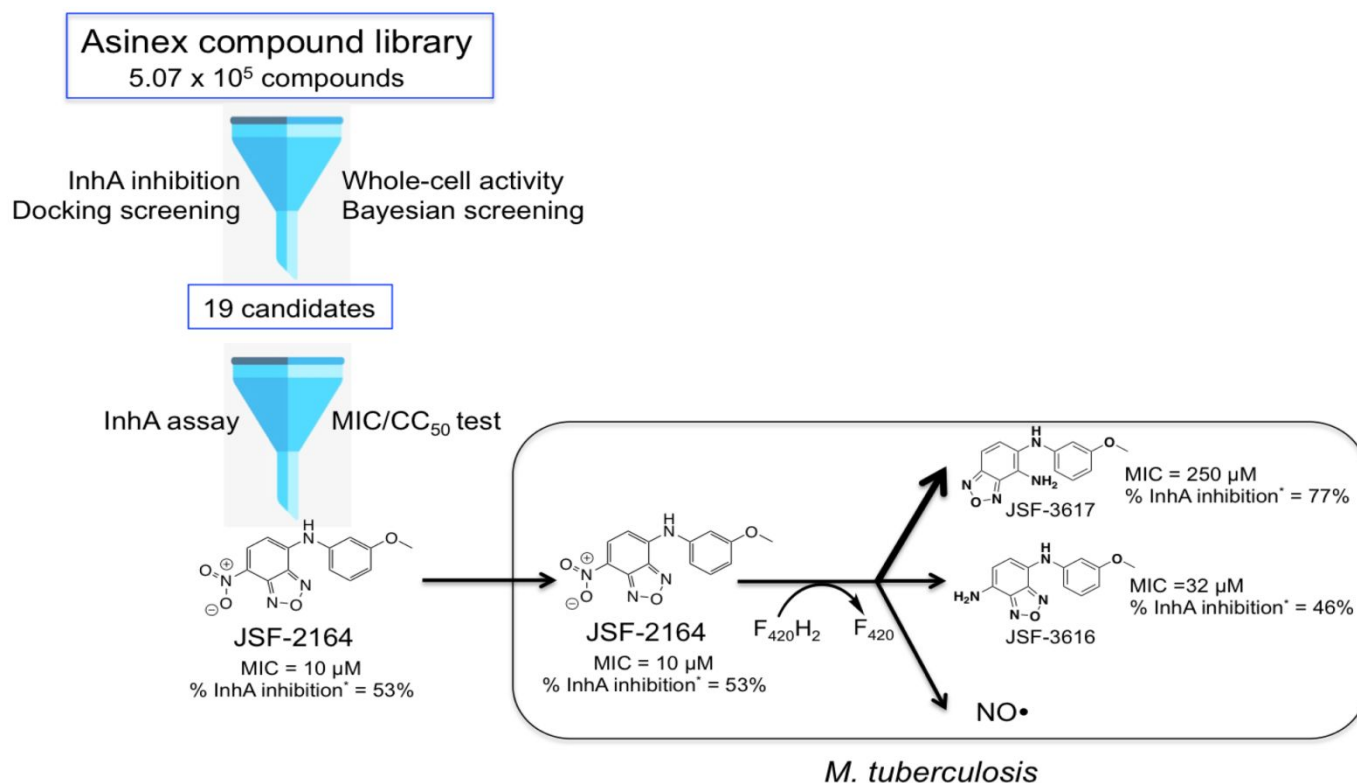 Asinex compound library
5.07 x 10⁵ compounds
InhA inhibition
Docking screening
Whole-cell activity
Bayesian screening
19 candidates
InhA assay
MIC/CC₅₀ test
H
N
O
O
N⁺
O⁻
N
O
N
JSF-2164
MIC = 10 µM
% InhA inhibition* = 53%
H
N
O
O
N⁺
O⁻
N
O
N
JSF-2164
MIC = 10 µM
% InhA inhibition* = 53%
F₄₂₀H₂
F₄₂₀
H
N
O
NH₂
N
O
N
JSF-3617
MIC = 250 µM
% InhA inhibition* = 77%
H
N
O
H₂N
N
O
N
JSF-3616
MIC =32 µM
% InhA inhibition* = 46%
NO•
M. tuberculosis